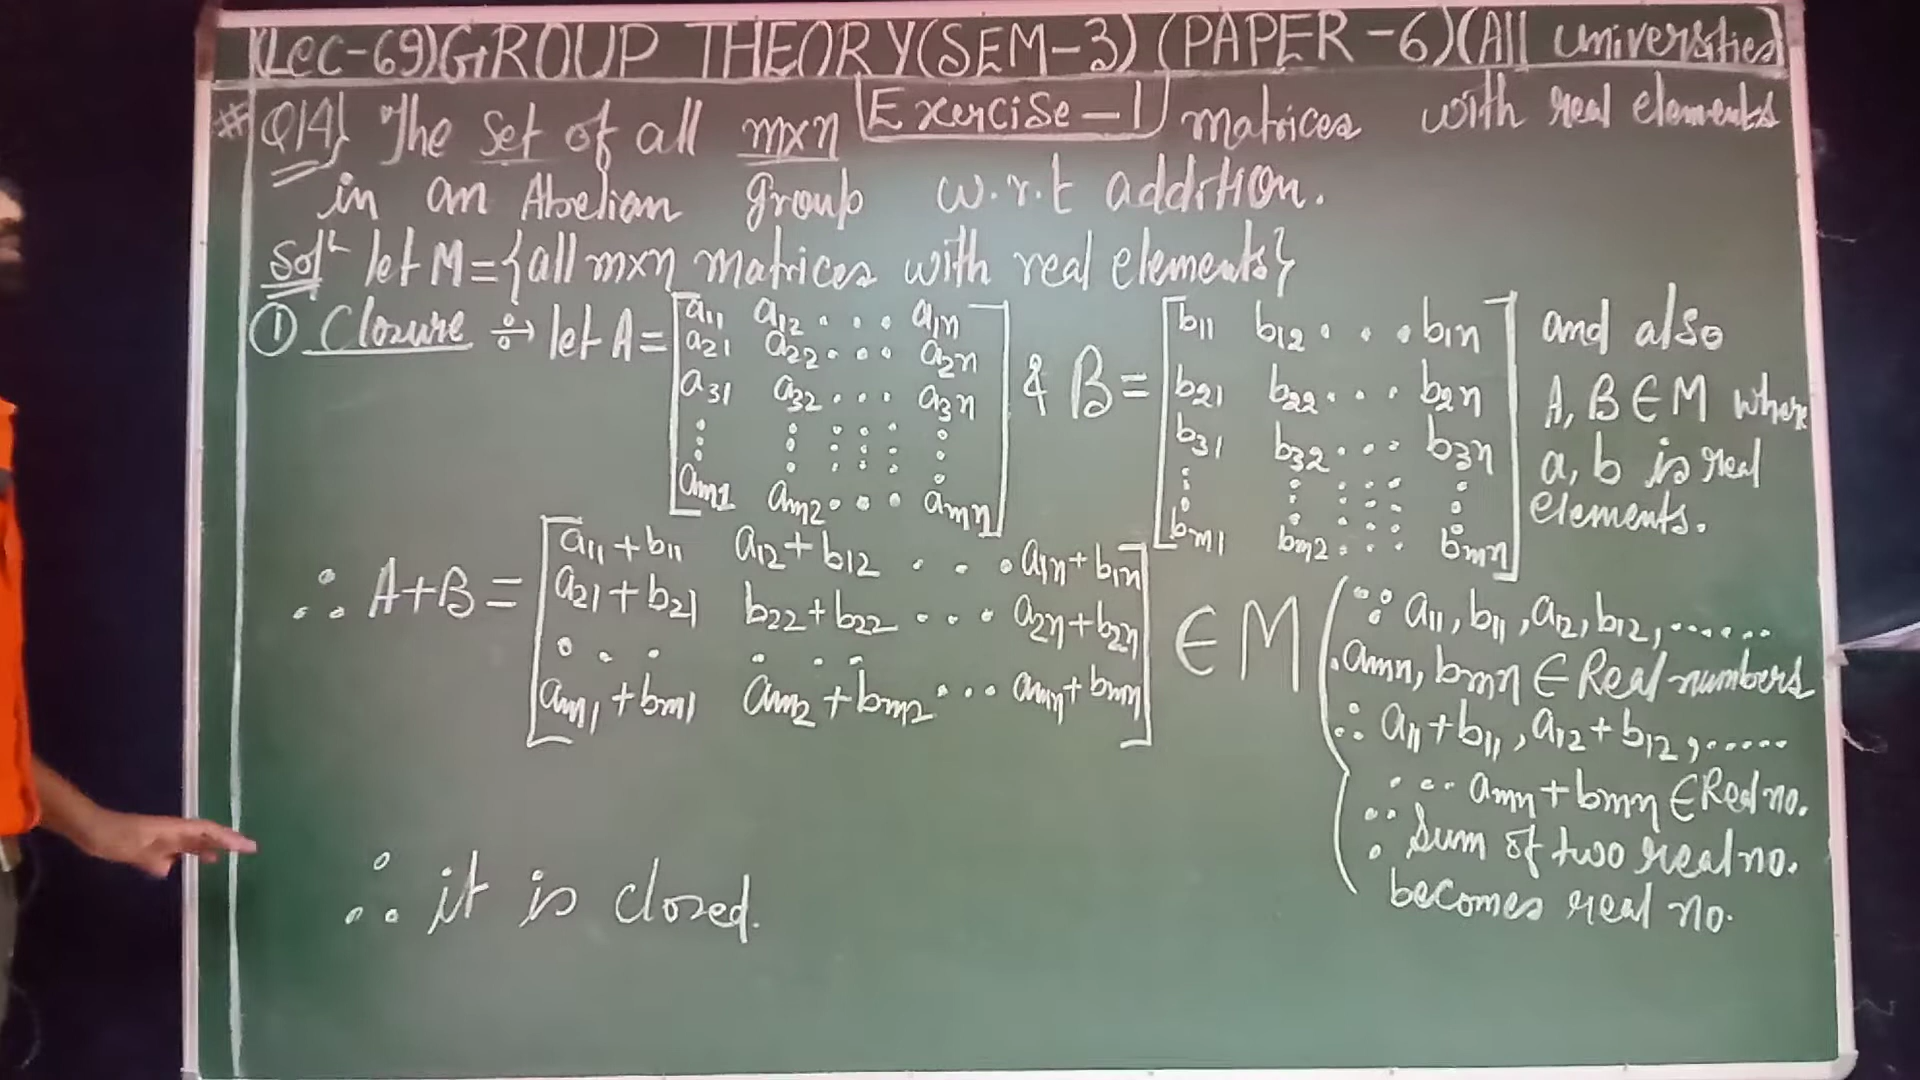 (Lec-69) GROUP THEORY (SEM-3) (PAPER-6) (All Universities)
Exercise-1
# Q14} The Set of all m×n matrices with real elements
in an Abelian group w.r.t addition.
Sol let M={all m×n matrices with real elements}
① Closure ÷→ let A= [a11 a12 . . . a1n & B= [b11 b12 . . . b1n and also
a21 a22 . . . a2n b21 b22 . . . b2n A, B ∈ M where
a31 a32 . . . a3n b31 b32 . . . b3n a, b is real
am1 am2 . . . amn] bm1 bm2 . . . bmn] elements.
∴ A+B = [a11+b11 a12+b12 . . . a1n+b1n
a21+b21 b22+b22 . . . a2n+b2n
. . . . . .
am1+bm1 am2+bm2 . . . amn+bmn] ∈ M
(∵ a11, b11, a12, b12, ......
. amn, bmn ∈ Real numbers
∴ a11+b11, a12+b12, .....
... amn+bmn ∈ Real no.
∵ Sum of two real no.
becomes real no.
∴ it is closed.